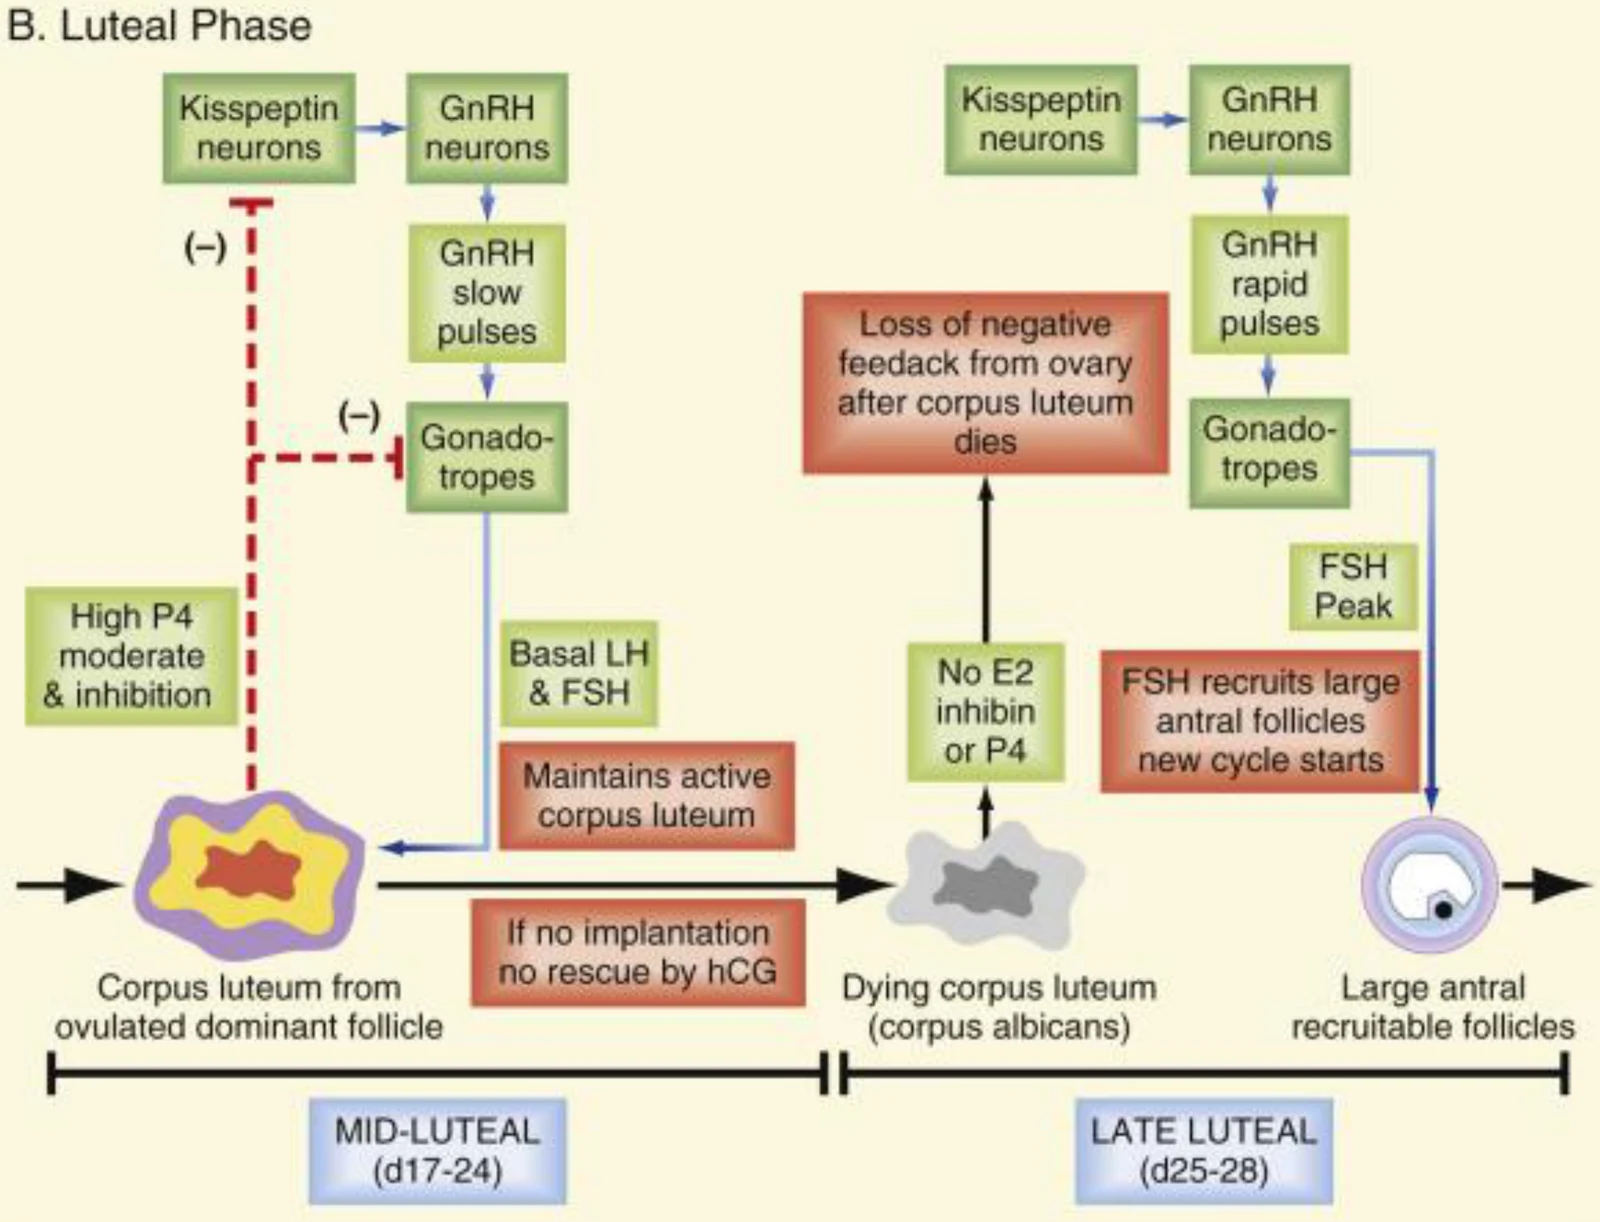 B. Luteal Phase
Kisspeptin
neurons
GnRH
neurons
(–)
GnRH
slow
pulses
(–)
Gonado-
tropes
High P4
moderate
& inhibition
Basal LH
& FSH
Maintains active
corpus luteum
If no implantation
no rescue by hCG
Corpus luteum from
ovulated dominant follicle
MID-LUTEAL
(d17-24)
Kisspeptin
neurons
GnRH
neurons
GnRH
rapid
pulses
Loss of negative
feedack from ovary
after corpus luteum
dies
Gonado-
tropes
FSH
Peak
No E2
inhibin
or P4
FSH recruits large
antral follicles
new cycle starts
Dying corpus luteum
(corpus albicans)
Large antral
recruitable follicles
LATE LUTEAL
(d25-28)